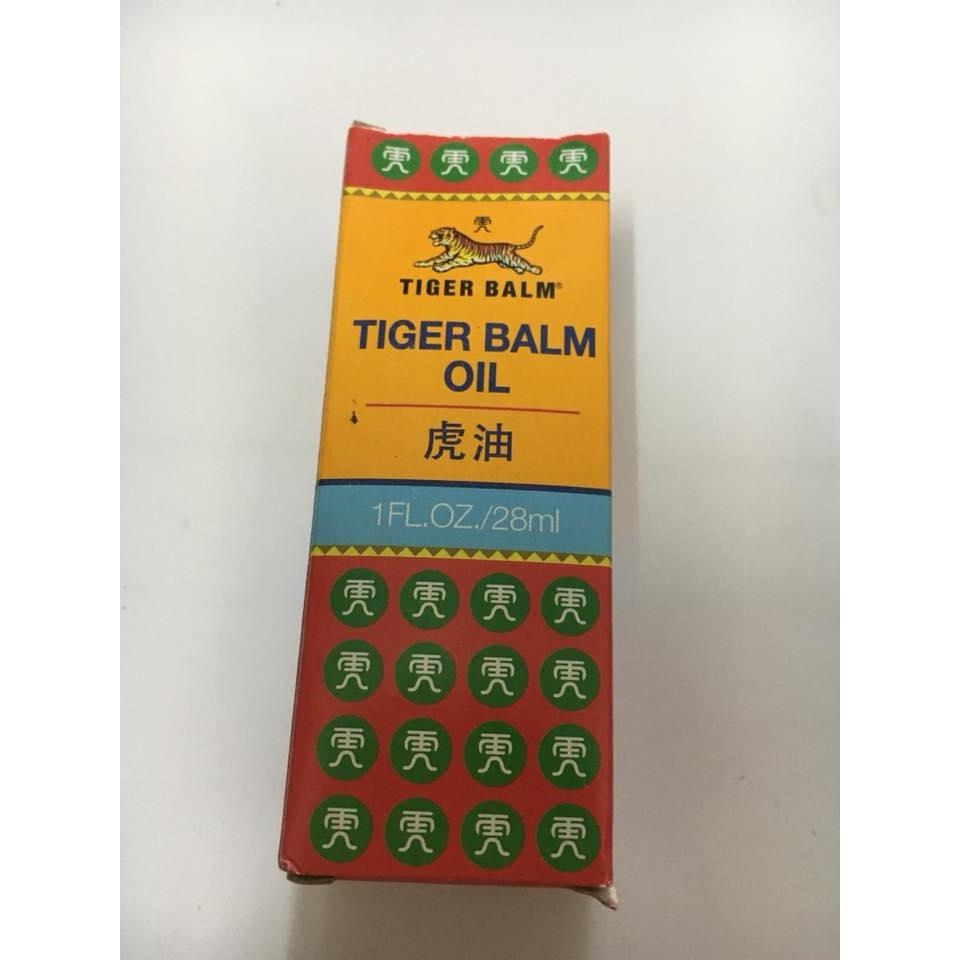 TIGER BALM®
TIGER BALM
OIL
虎油
1FL.OZ./28ml